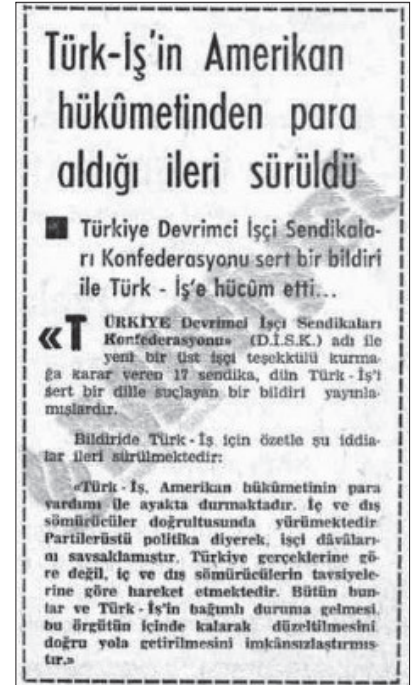 Türk-İş'in Amerikan
hükûmetinden para
aldığı ileri sürüldü
Türkiye Devrimci İşçi Sendikala-
rı Konfederasyonu sert bir bildiri
ile Türk - İş'e hücûm etti...
«TÜRKİYE Devrimci İşçi Sendikaları
Konfederasyonu» (D.İ.S.K.) adı ile
yeni bir üst işçi teşekkülü kurma-
ğa karar veren 17 sendika, dün Türk - İş'i
sert bir dille suçlayan bir bildiri yayınla-
mışlardır.
Bildiride Türk - İş için özetle şu iddia-
lar ileri sürülmektedir:
«Türk - İş, Amerikan hükûmetinin para
yardımı ile ayakta durmaktadır. İç ve dış
sömürücüler doğrultusunda yürümektedir
Partilerüstü politika diyerek, işçi dâvâları-
nı savsaklamıştır. Türkiye gerçeklerine gö-
re değil, iç ve dış sömürücülerin tavsiyele-
rine göre hareket etmektedir. Bütün bun-
lar ve Türk - İş'in bağımlı duruma gelmesi,
bu örgütün içinde kalarak düzeltilmesini
doğru yola getirilmesini imkânsızlaştırmış-
tır.»